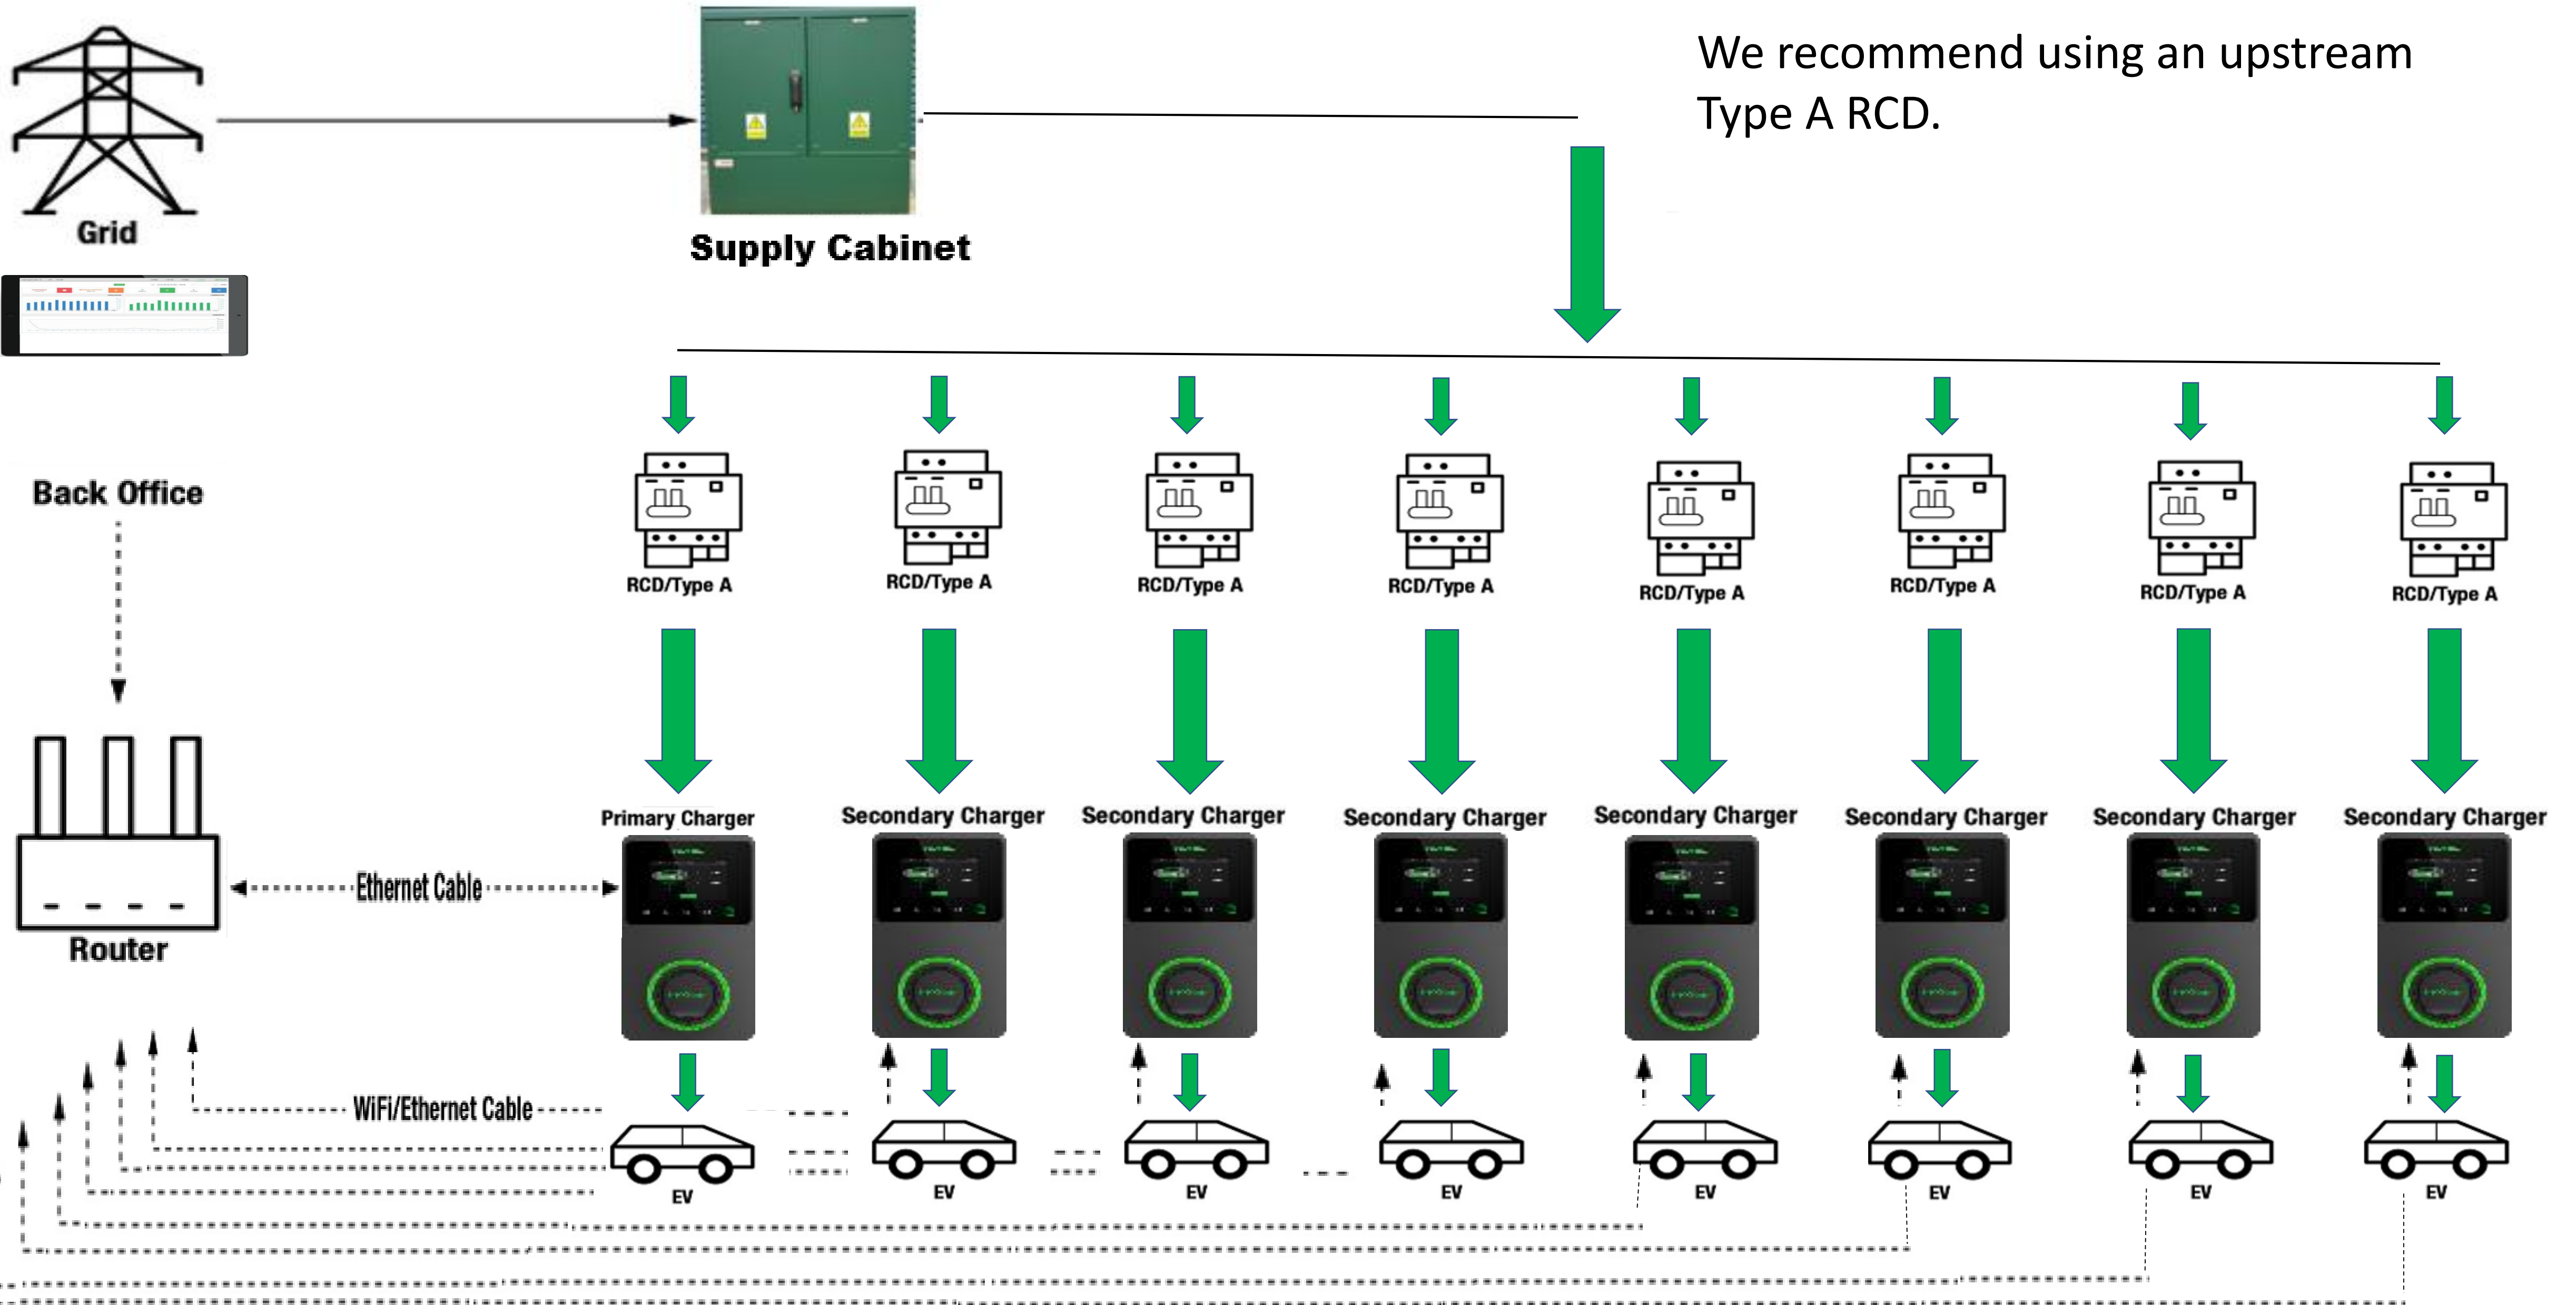 We recommend using an upstream
Type A RCD.
Grid
Supply Cabinet
Back Office
RCD/Type A
RCD/Type A
RCD/Type A
RCD/Type A
RCD/Type A
RCD/Type A
RCD/Type A
RCD/Type A
Primary Charger
Secondary Charger
Secondary Charger
Secondary Charger
Secondary Charger
Secondary Charger
Secondary Charger
Secondary Charger
Ethernet Cable
Router
WiFi/Ethernet Cable
EV
EV
EV
EV
EV
EV
EV
EV